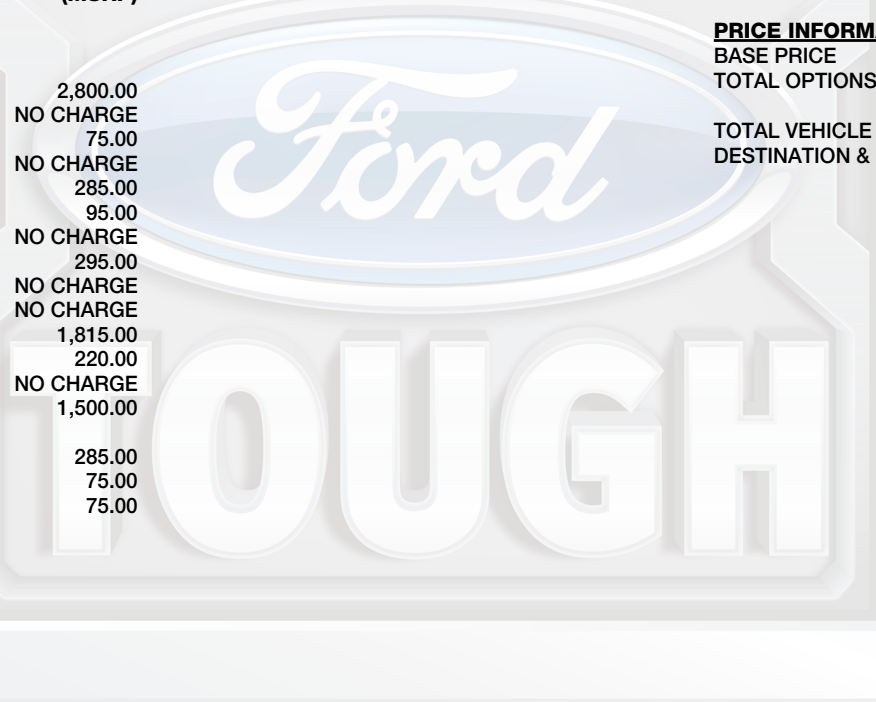 (MSRP)
2,800.00
NO CHARGE
75.00
NO CHARGE
285.00
95.00
NO CHARGE
295.00
NO CHARGE
NO CHARGE
1,815.00
220.00
NO CHARGE
1,500.00
285.00
75.00
75.00
PRICE INFORM
BASE PRICE
TOTAL OPTIONS
TOTAL VEHICLE
DESTINATION &
Ford
TOUGH